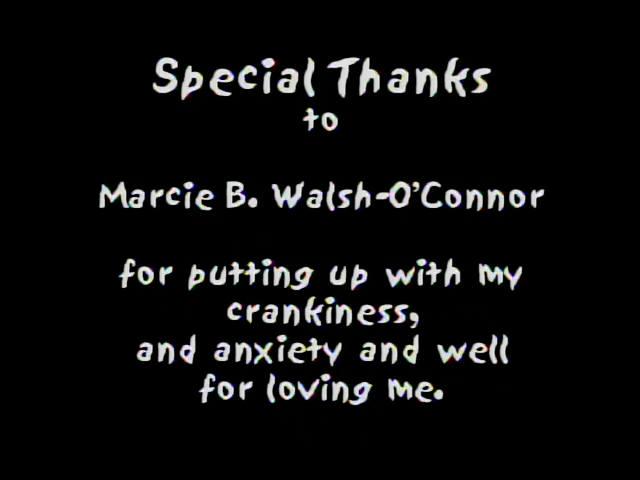 Special Thanks
to
Marcie B. Walsh-O'Connor
for putting up with my
crankiness,
and anxiety and well
for loving me.